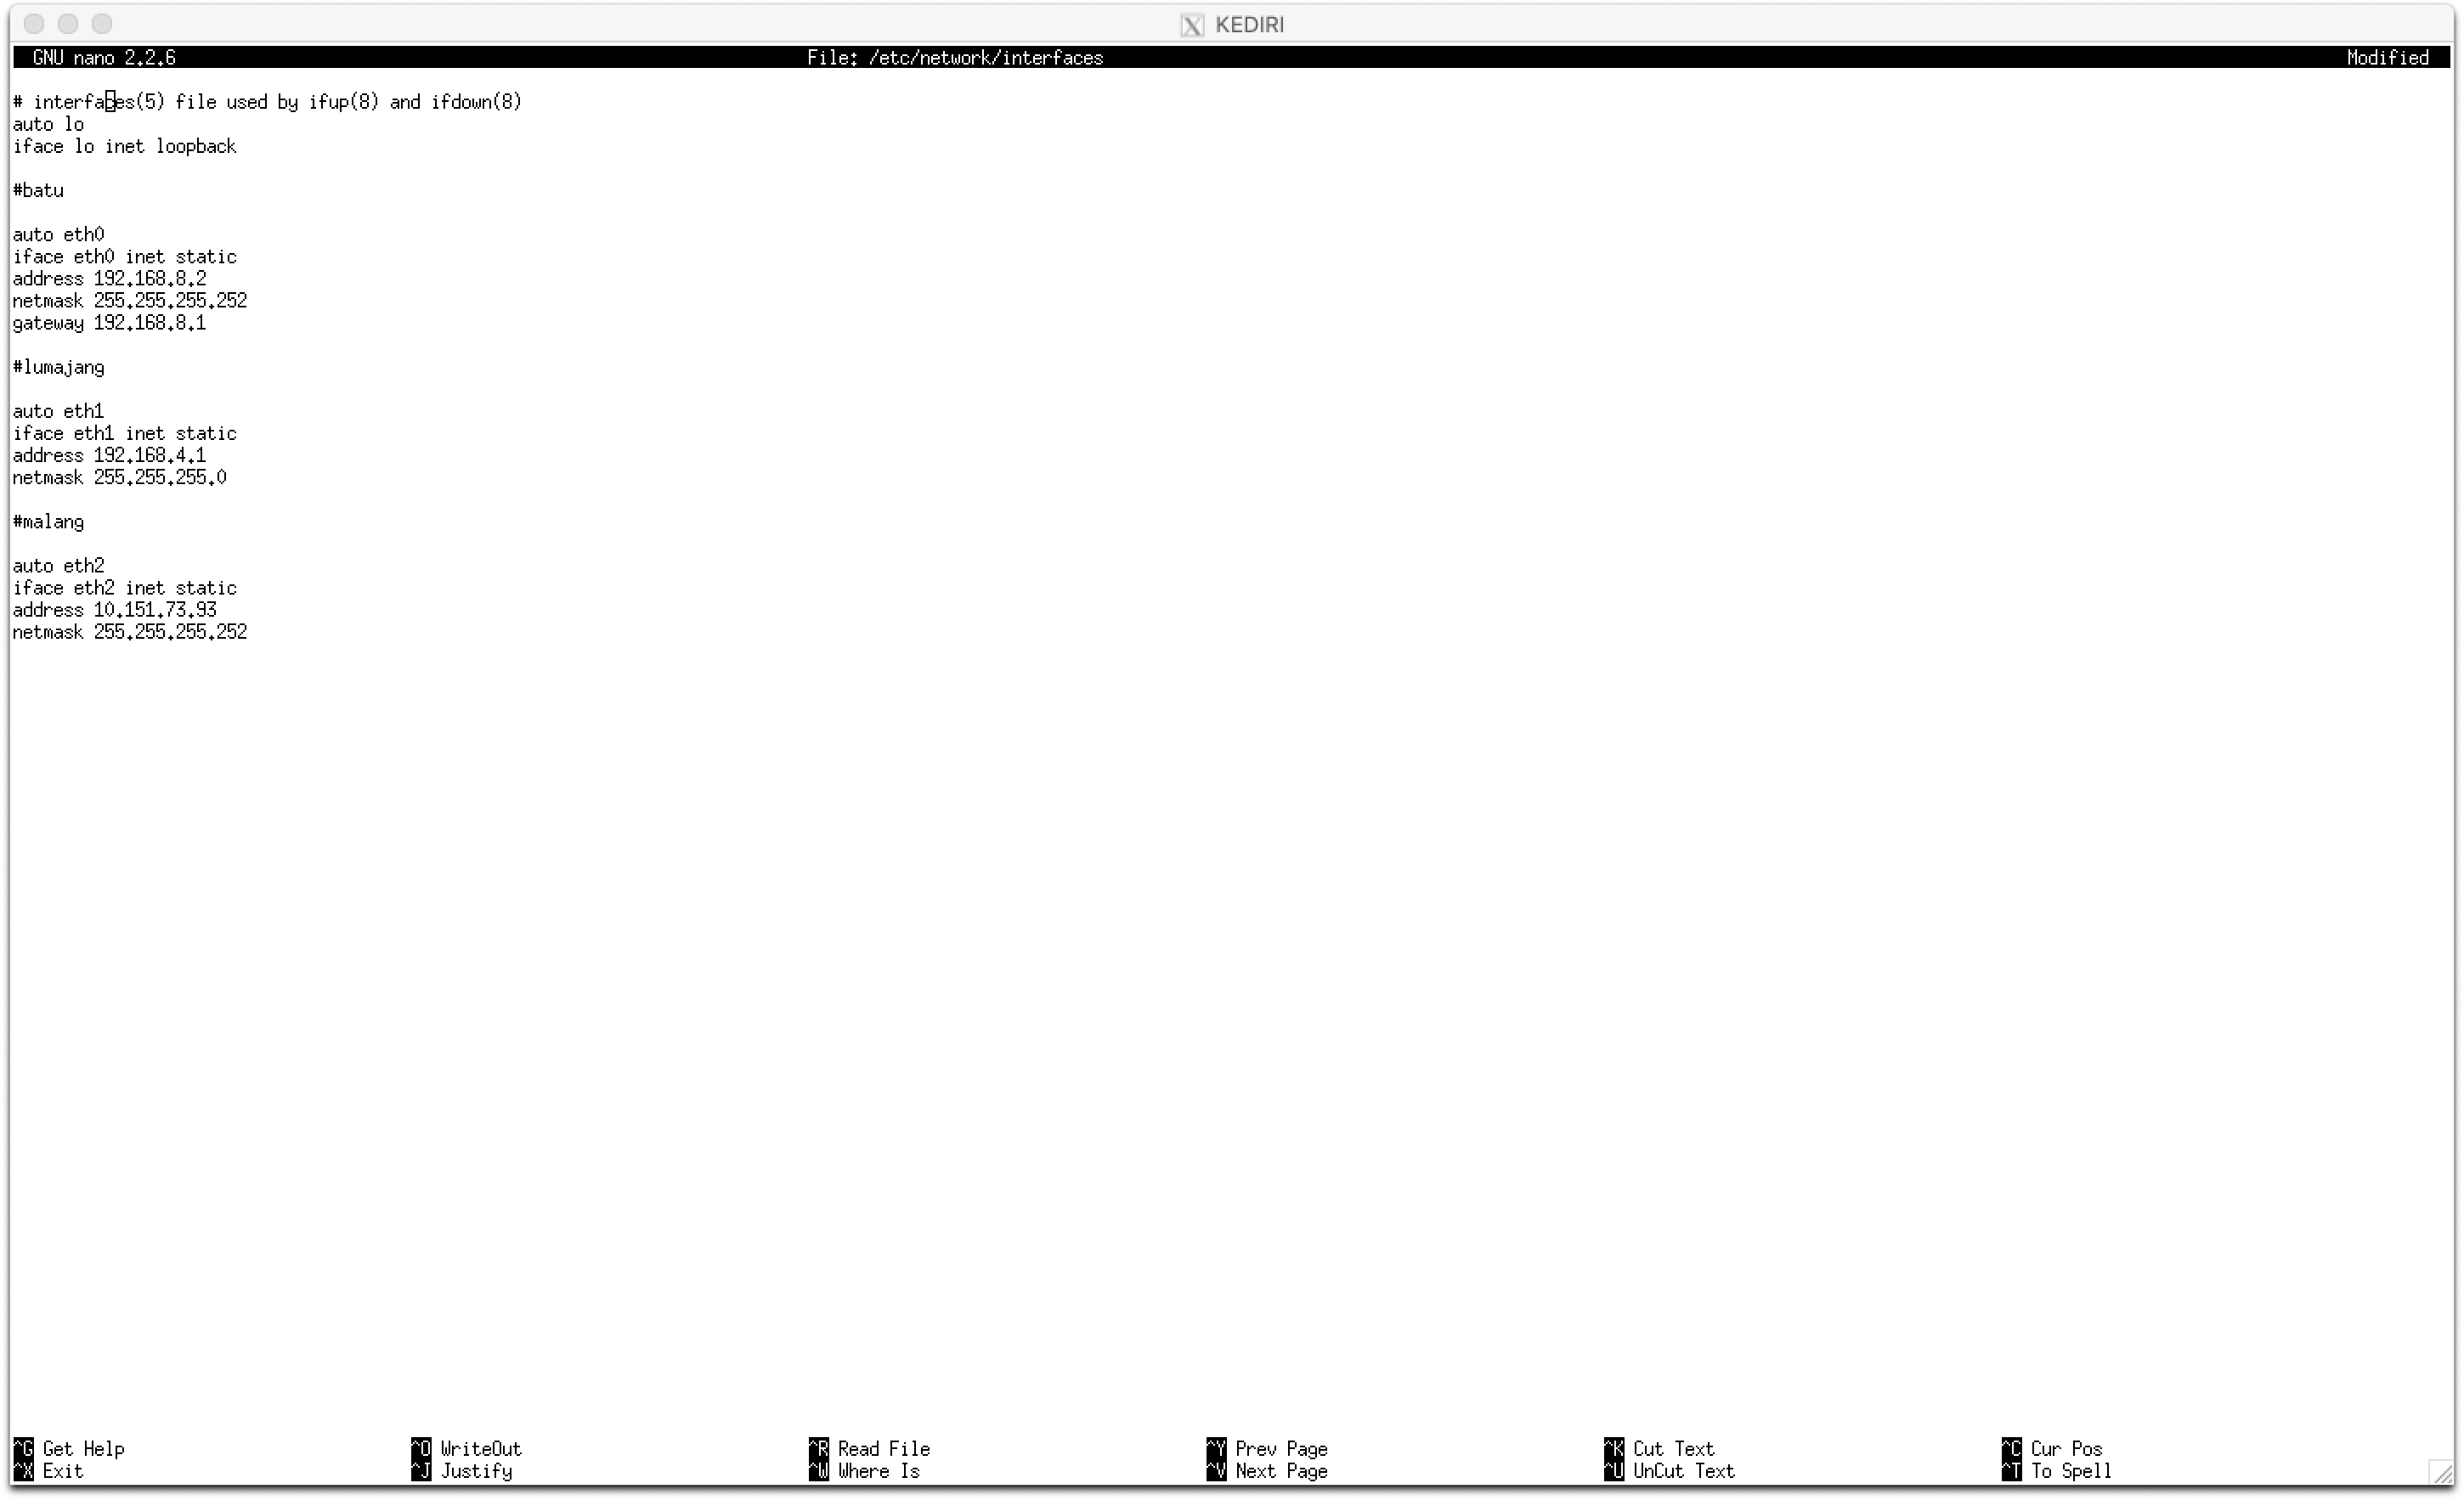 KEDIRI
GNU nano 2.2.6 File: /etc/network/interfaces Modified
# interfaces(5) file used by ifup(8) and ifdown(8)
auto lo
iface lo inet loopback
#batu
auto eth0
iface eth0 inet static
address 192.168.8.2
netmask 255.255.255.252
gateway 192.168.8.1
#lumajang
auto eth1
iface eth1 inet static
address 192.168.4.1
netmask 255.255.255.0
#malang
auto eth2
iface eth2 inet static
address 10.151.73.93
netmask 255.255.255.252
^G Get Help ^O WriteOut ^R Read File ^Y Prev Page ^K Cut Text ^C Cur Pos
^X Exit ^J Justify ^W Where Is ^V Next Page ^U UnCut Text ^T To Spell